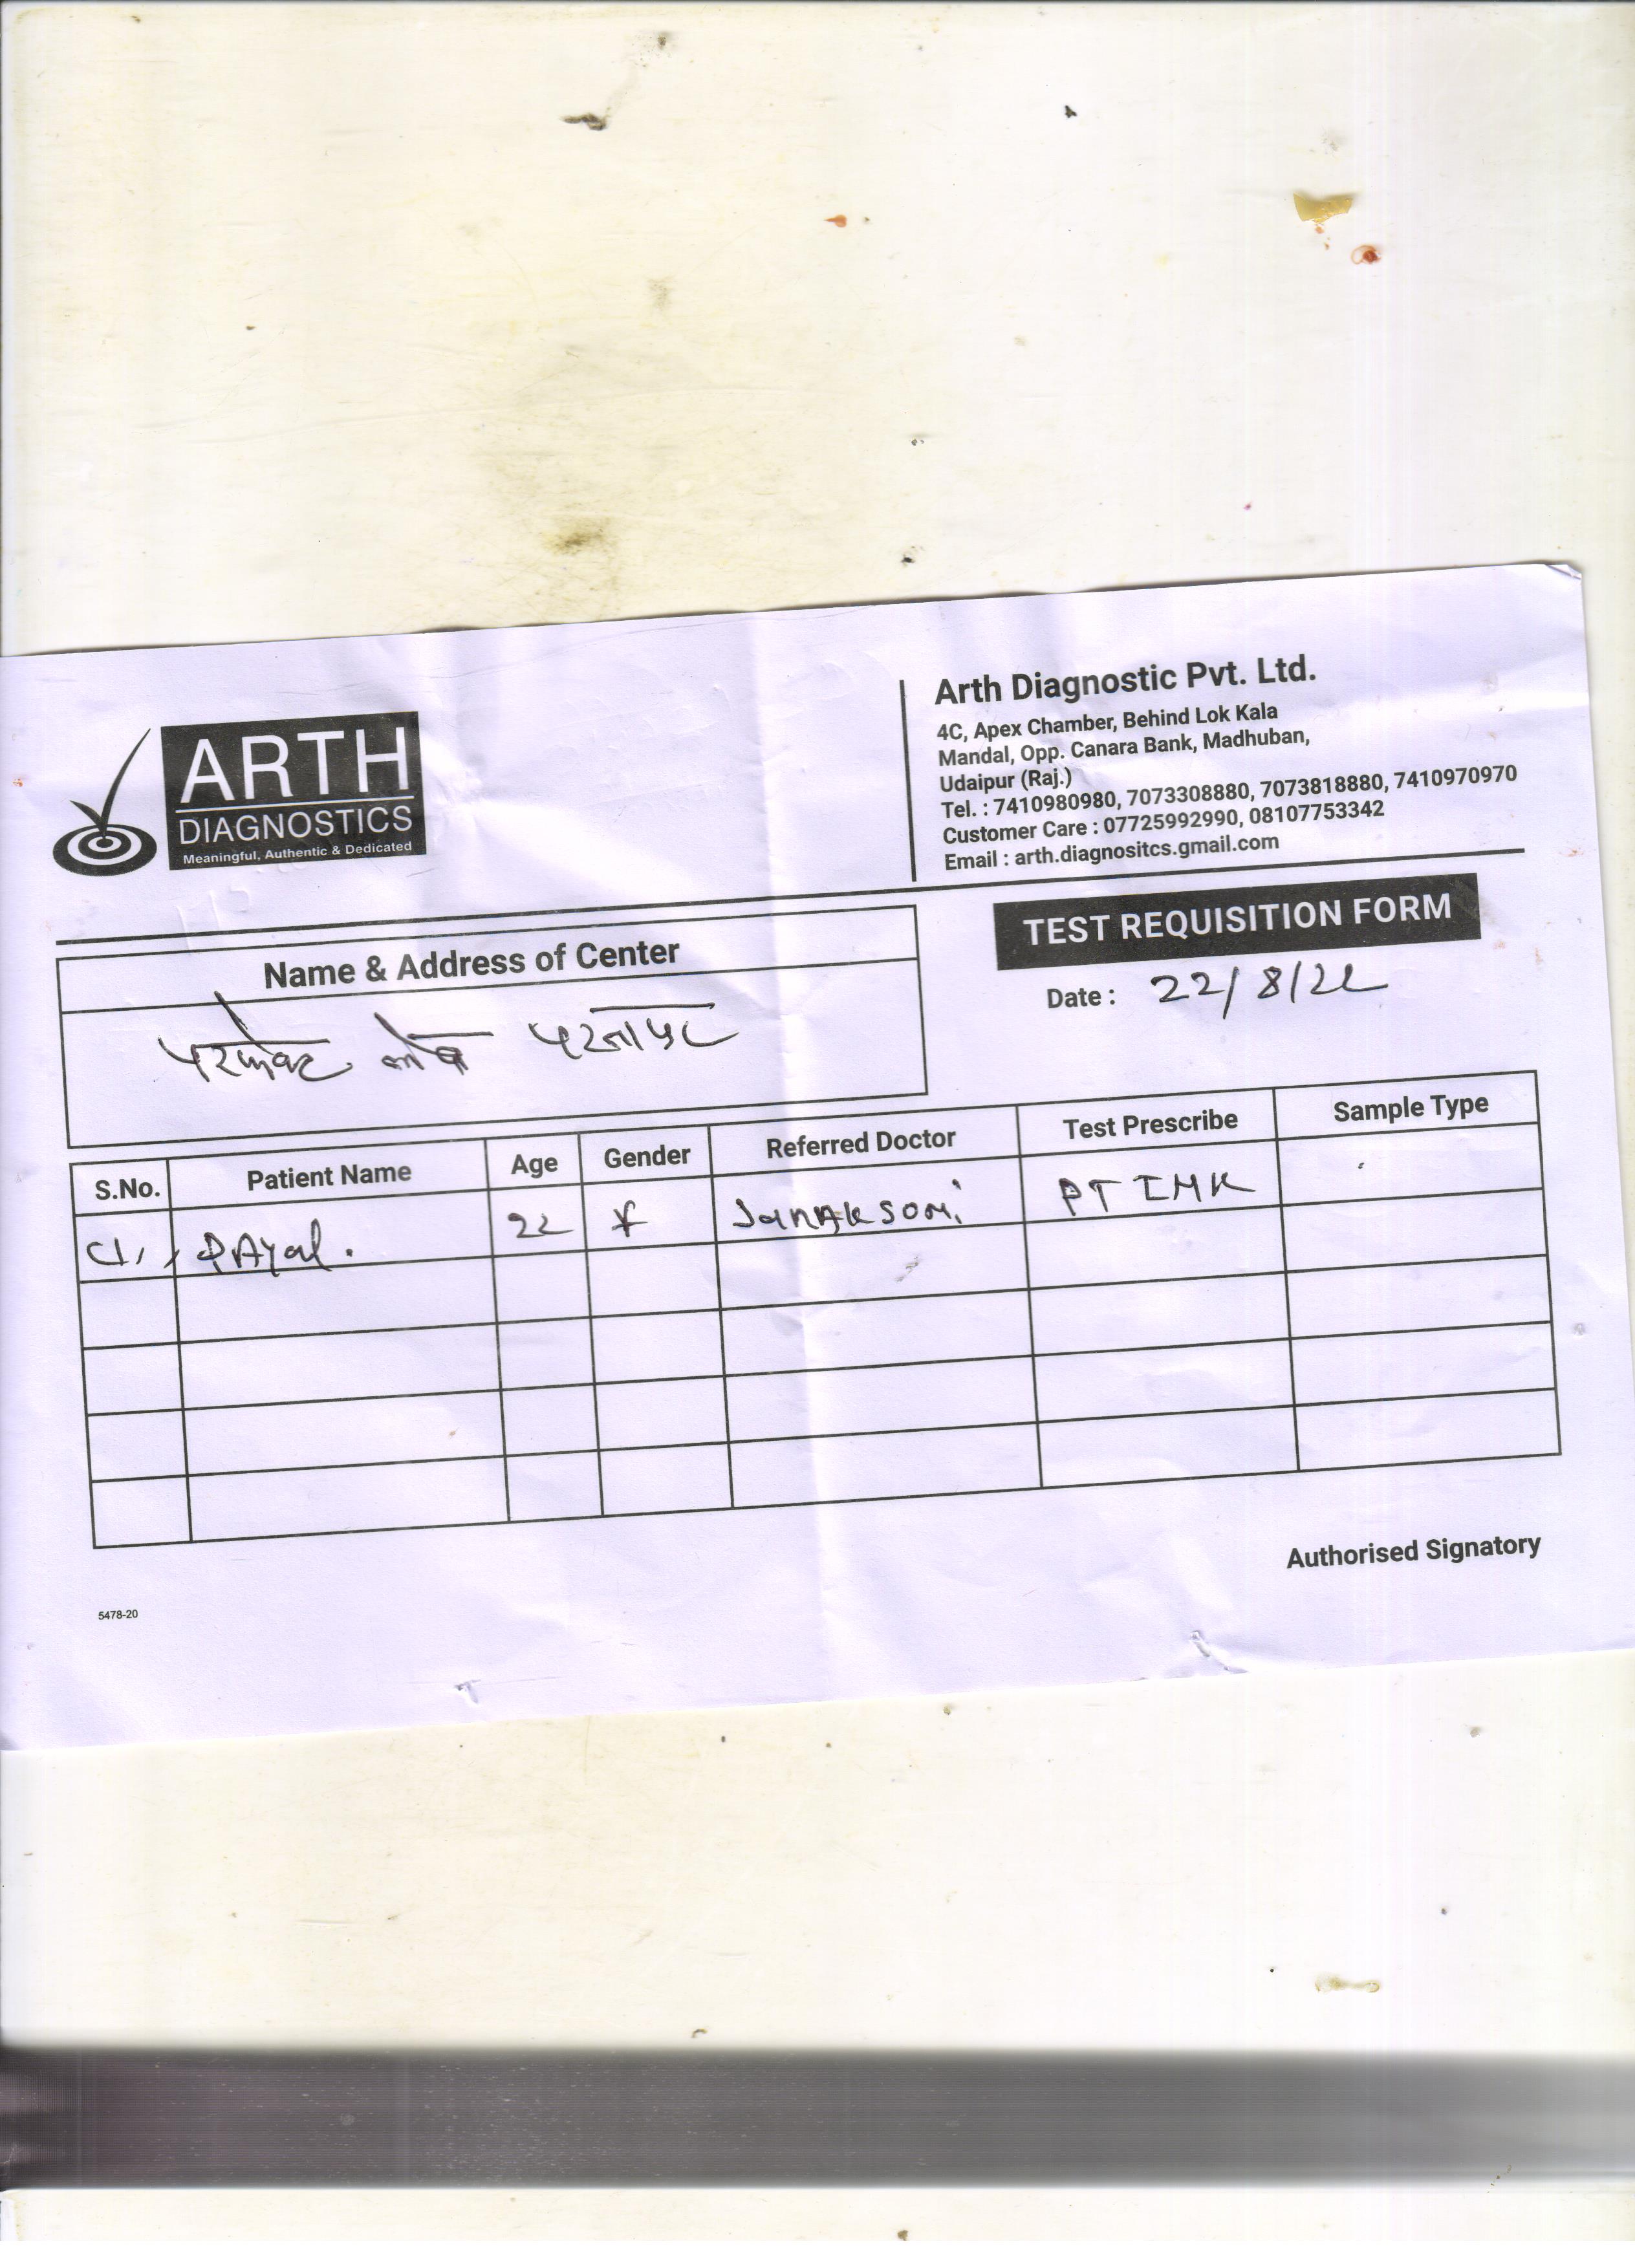 ARTH
DIAGNOSTICS
Meaningful, Authentic & Dedicated
Arth Diagnostic Pvt. Ltd.
4C, Apex Chamber, Behind Lok Kala
Mandal, Opp. Canara Bank, Madhuban,
Udaipur (Raj.)
Tel. : 7410980980, 7073308880, 7073818880, 7410970970
Customer Care : 07725992990, 08107753342
Email : arth.diagnositcs.gmail.com
Name & Address of Center
TEST REQUISITION FORM
Date : 22/8/22
S.No. Patient Name Age Gender Referred Doctor Test Prescribe Sample Type
PAyal. 22 F JanAK SONi PT INR
Authorised Signatory
5478-20